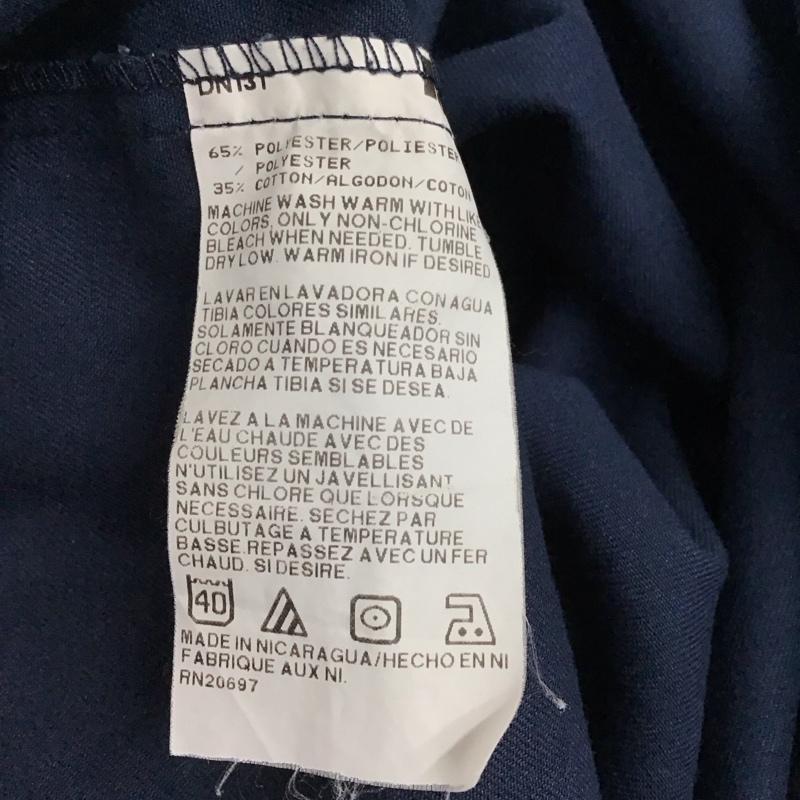 DN131
65% POLYESTER/POLIESTER
/ POLYESTER
35% COTTON/ALGODON/COTON
MACHINE WASH WARM WITH LIKE
COLORS, ONLY NON-CHLORINE
BLEACH WHEN NEEDED. TUMBLE
DRY LOW. WARM IRON IF DESIRED
LAVAR EN LAVADORA CON AGUA
TIBIA COLORES SIMILARES.
SOLAMENTE BLANQUEADOR SIN
CLORO CUANDO ES NECESARIO
SECADO A TEMPERATURA BAJA
PLANCHA TIBIA SI SE DESEA.
LAVEZ A LA MACHINE AVEC DE
L'EAU CHAUDE AVEC DES
COULEURS SEMBLABLES
N'UTILISEZ UN JAVELLISANT
SANS CHLORE QUE LORSQUE
NECESSAIRE. SECHEZ PAR
CULBUTAGE A TEMPERATURE
BASSE.REPASSEZ AVEC UN FER
CHAUD. SI DESIRE.
40
MADE IN NICARAGUA/HECHO EN NI
FABRIQUE AUX NI.
RN20697